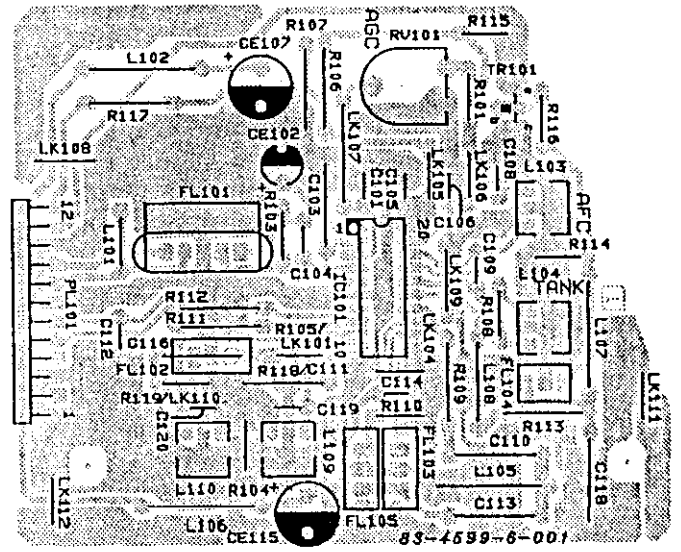 R107
AGC
R115
CE107
+
RV101
L102
R106
TR101
R117
R101
e
b
c
R116
CE102
LK107
LK108
LK105
LK106
C108
L103
FL101
+
R103
C103
C101
C105
AFC
12
1
20
C106
L101
C104
C109
R114
IC101
LK109
L104
TANK
PL101
R112
R111
R105/
LK101
10
LK104
R108
L107
C112
C116
FL102
R118/C111
C114
R109
L108
FL104
LK111
R119/LK110
1
C119
R110
R113
C120
L109
FL103
C110
L110
R104
+
L105
C118
LK112
L106
CE115
FL105
C113
83-4599-6-001